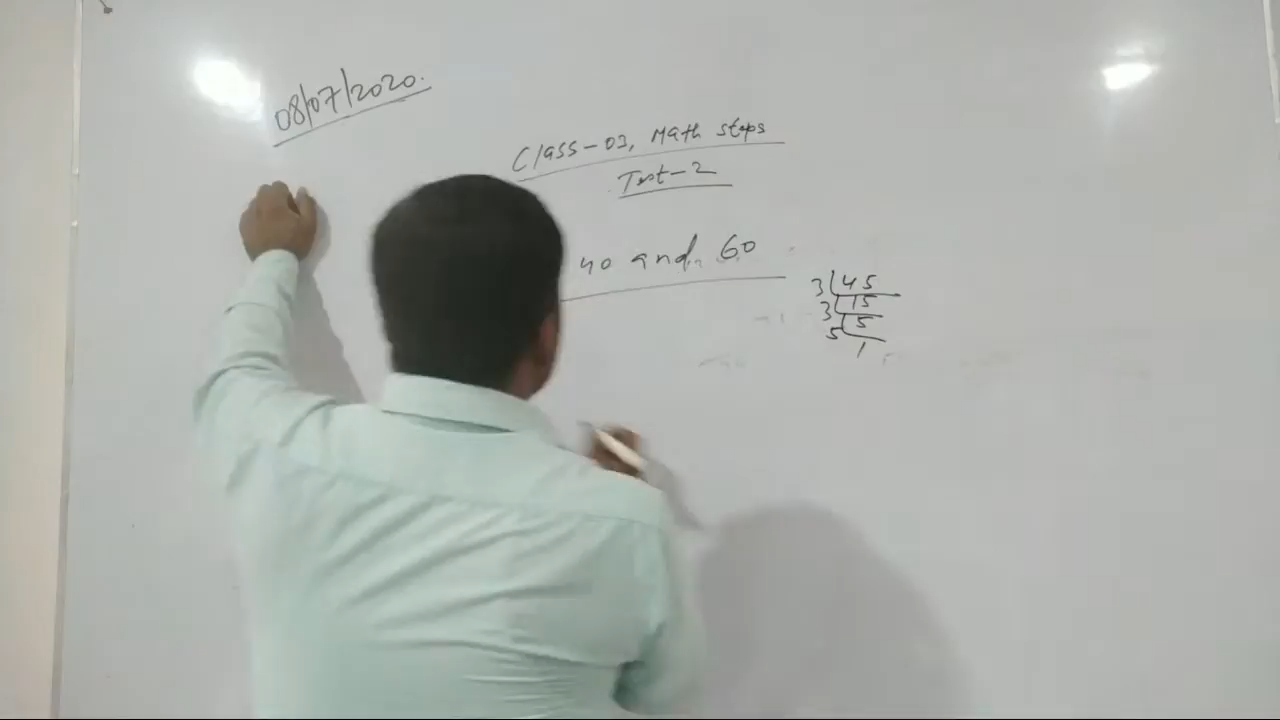 08/07/2020.
Class-03, Math steps
Test-2
40 and 60
3 45
3 15
5 5
1